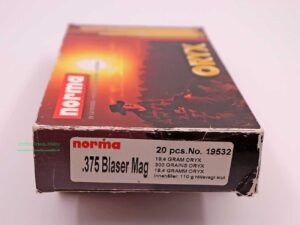 norma
ORYX
norma
20 pcs. No. 19532
.375 Blaser Mag
19,4 GRAM ORYX
300 GRAINS ORYX
19,4 GRAMM ORYX